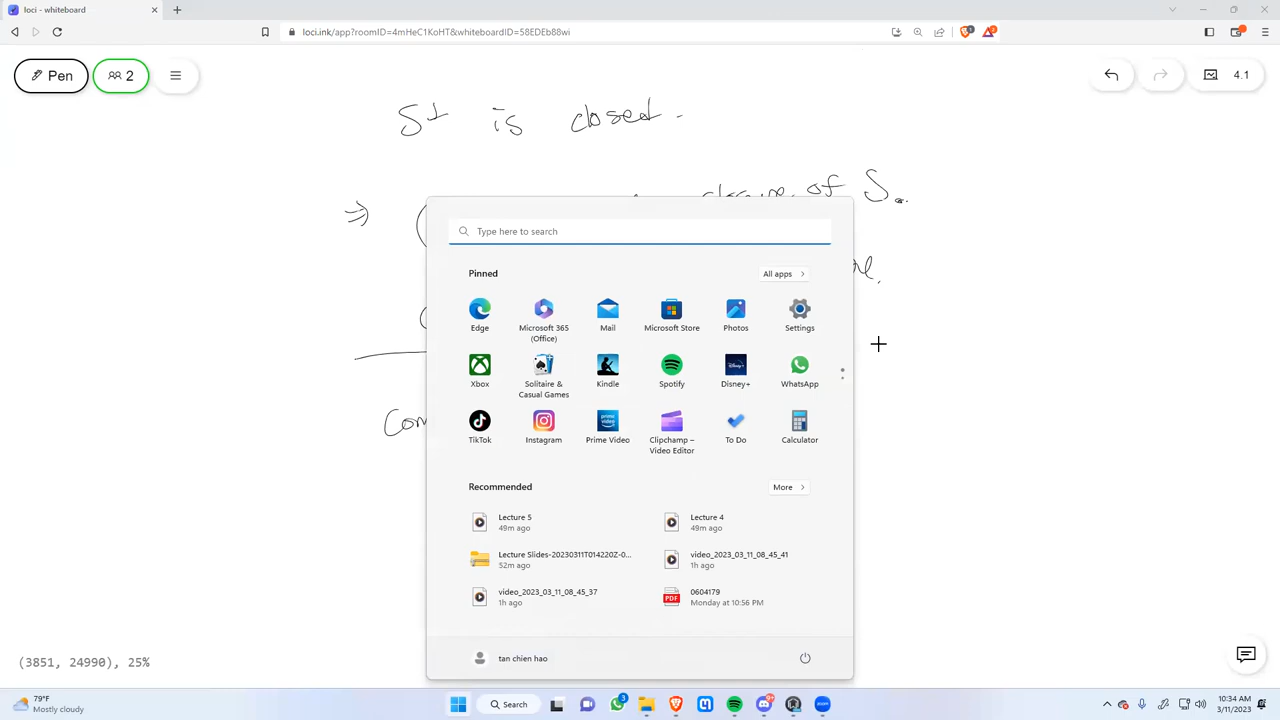 loci - whiteboard
loci.ink/app?roomID=4mHeC1KoHT&whiteboardID=58EDEb88wi
Pen
2
4.1
S⊥ is closed.
⇒ ( closure of S
Type here to search
Pinned
All apps
Edge
Microsoft 365
(Office)
Mail
Microsoft Store
Photos
Settings
Xbox
Solitaire &
Casual Games
Kindle
Spotify
Disney+
WhatsApp
TikTok
Instagram
Prime Video
Clipchamp –
Video Editor
To Do
Calculator
Recommended
More
Lecture 5
49m ago
Lecture 4
49m ago
Lecture Slides-20230311T014220Z-0...
52m ago
video_2023_03_11_08_45_41
1h ago
video_2023_03_11_08_45_37
1h ago
PDF
0604179
Monday at 10:56 PM
tan chien hao
(3851, 24990), 25%
79°F
Mostly cloudy
Search
3
10:34 AM
3/11/2023